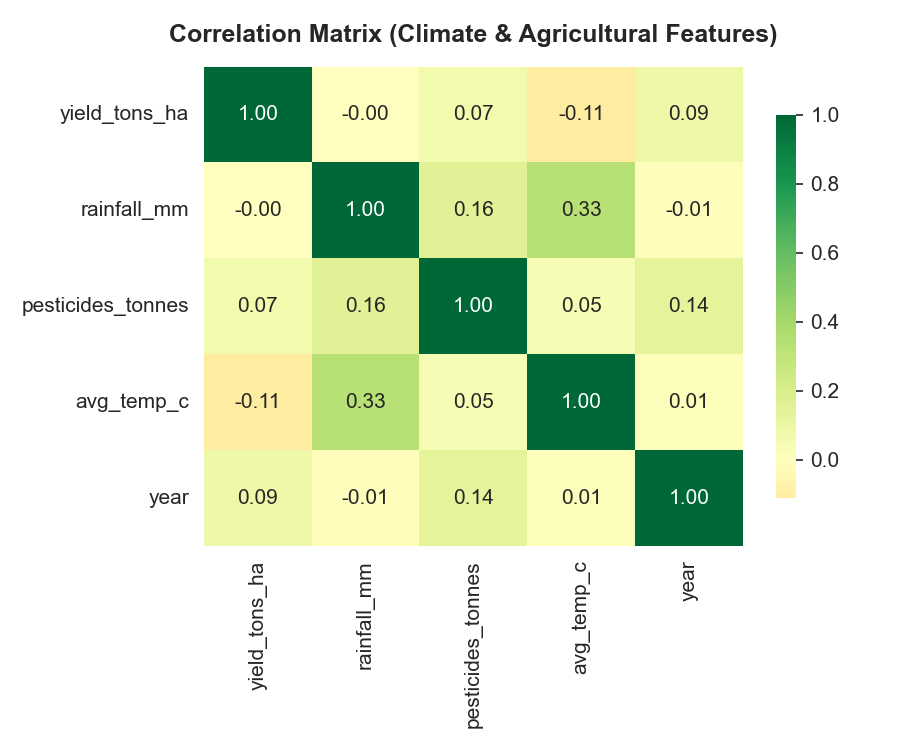 Correlation Matrix (Climate & Agricultural Features)
yield_tons_ha 1.00 -0.00 0.07 -0.11 0.09
rainfall_mm -0.00 1.00 0.16 0.33 -0.01
pesticides_tonnes 0.07 0.16 1.00 0.05 0.14
avg_temp_c -0.11 0.33 0.05 1.00 0.01
year 0.09 -0.01 0.14 0.01 1.00
yield_tons_ha rainfall_mm pesticides_tonnes avg_temp_c year
1.0
0.8
0.6
0.4
0.2
0.0